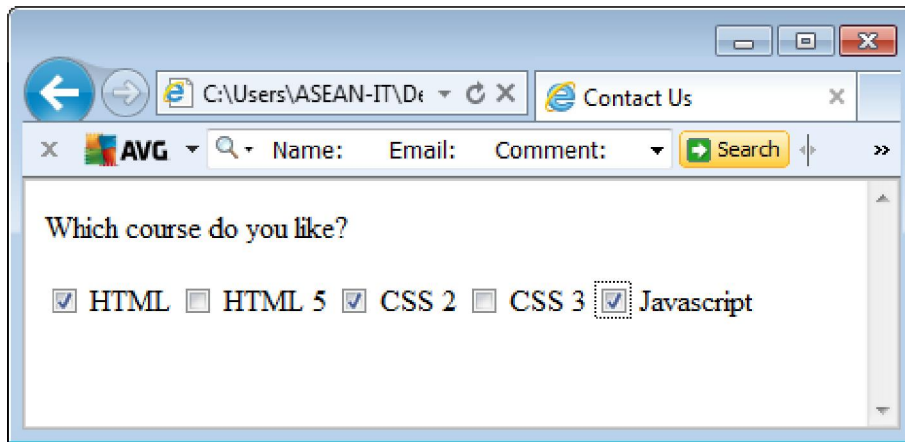 C:\Users\ASEAN-IT\De Contact Us
AVG Name: Email: Comment: Search »
Which course do you like?
HTML HTML 5 CSS 2 CSS 3 Javascript